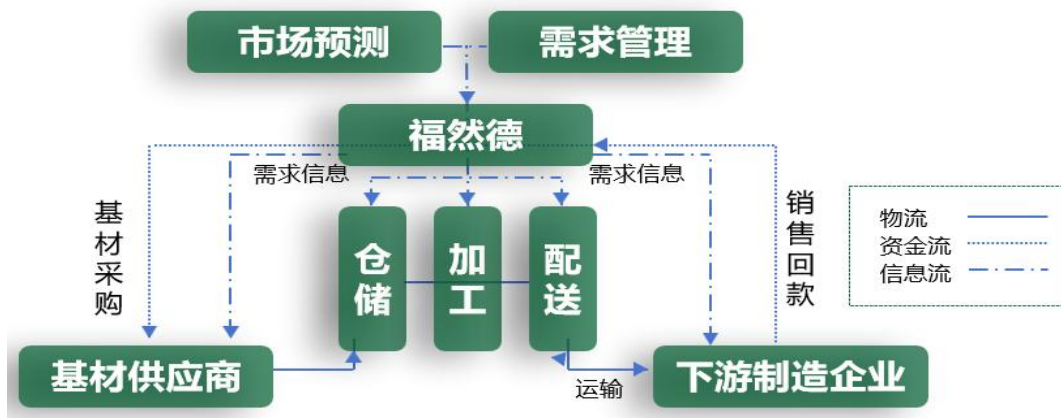 市场预测
需求管理
福然德
需求信息
需求信息
基材采购
仓储
加工
配送
销售回款
物流
资金流
信息流
基材供应商
运输
下游制造企业